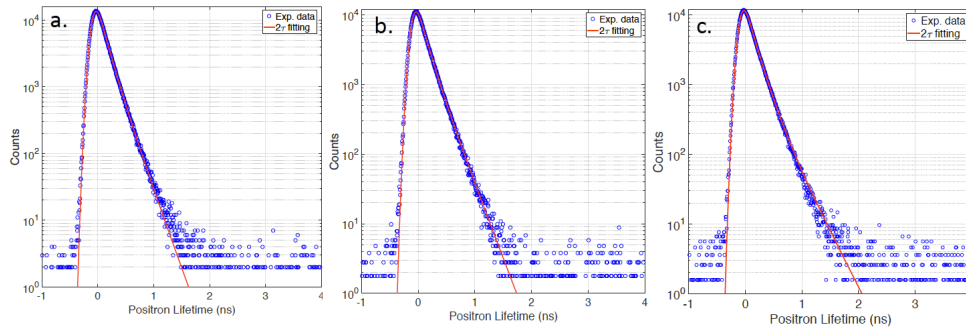 a.
Exp. data
2τ fitting
10^4
10^3
10^2
10^1
10^0
Counts
-1 0 1 2 3 4
Positron Lifetime (ns)
b.
Exp. data
2τ fitting
10^4
10^3
10^2
10^1
10^0
Counts
-1 0 1 2 3 4
Positron Lifetime (ns)
c.
Exp. data
2τ fitting
10^4
10^3
10^2
10^1
10^0
Counts
-1 0 1 2 3
Positron Lifetime (ns)